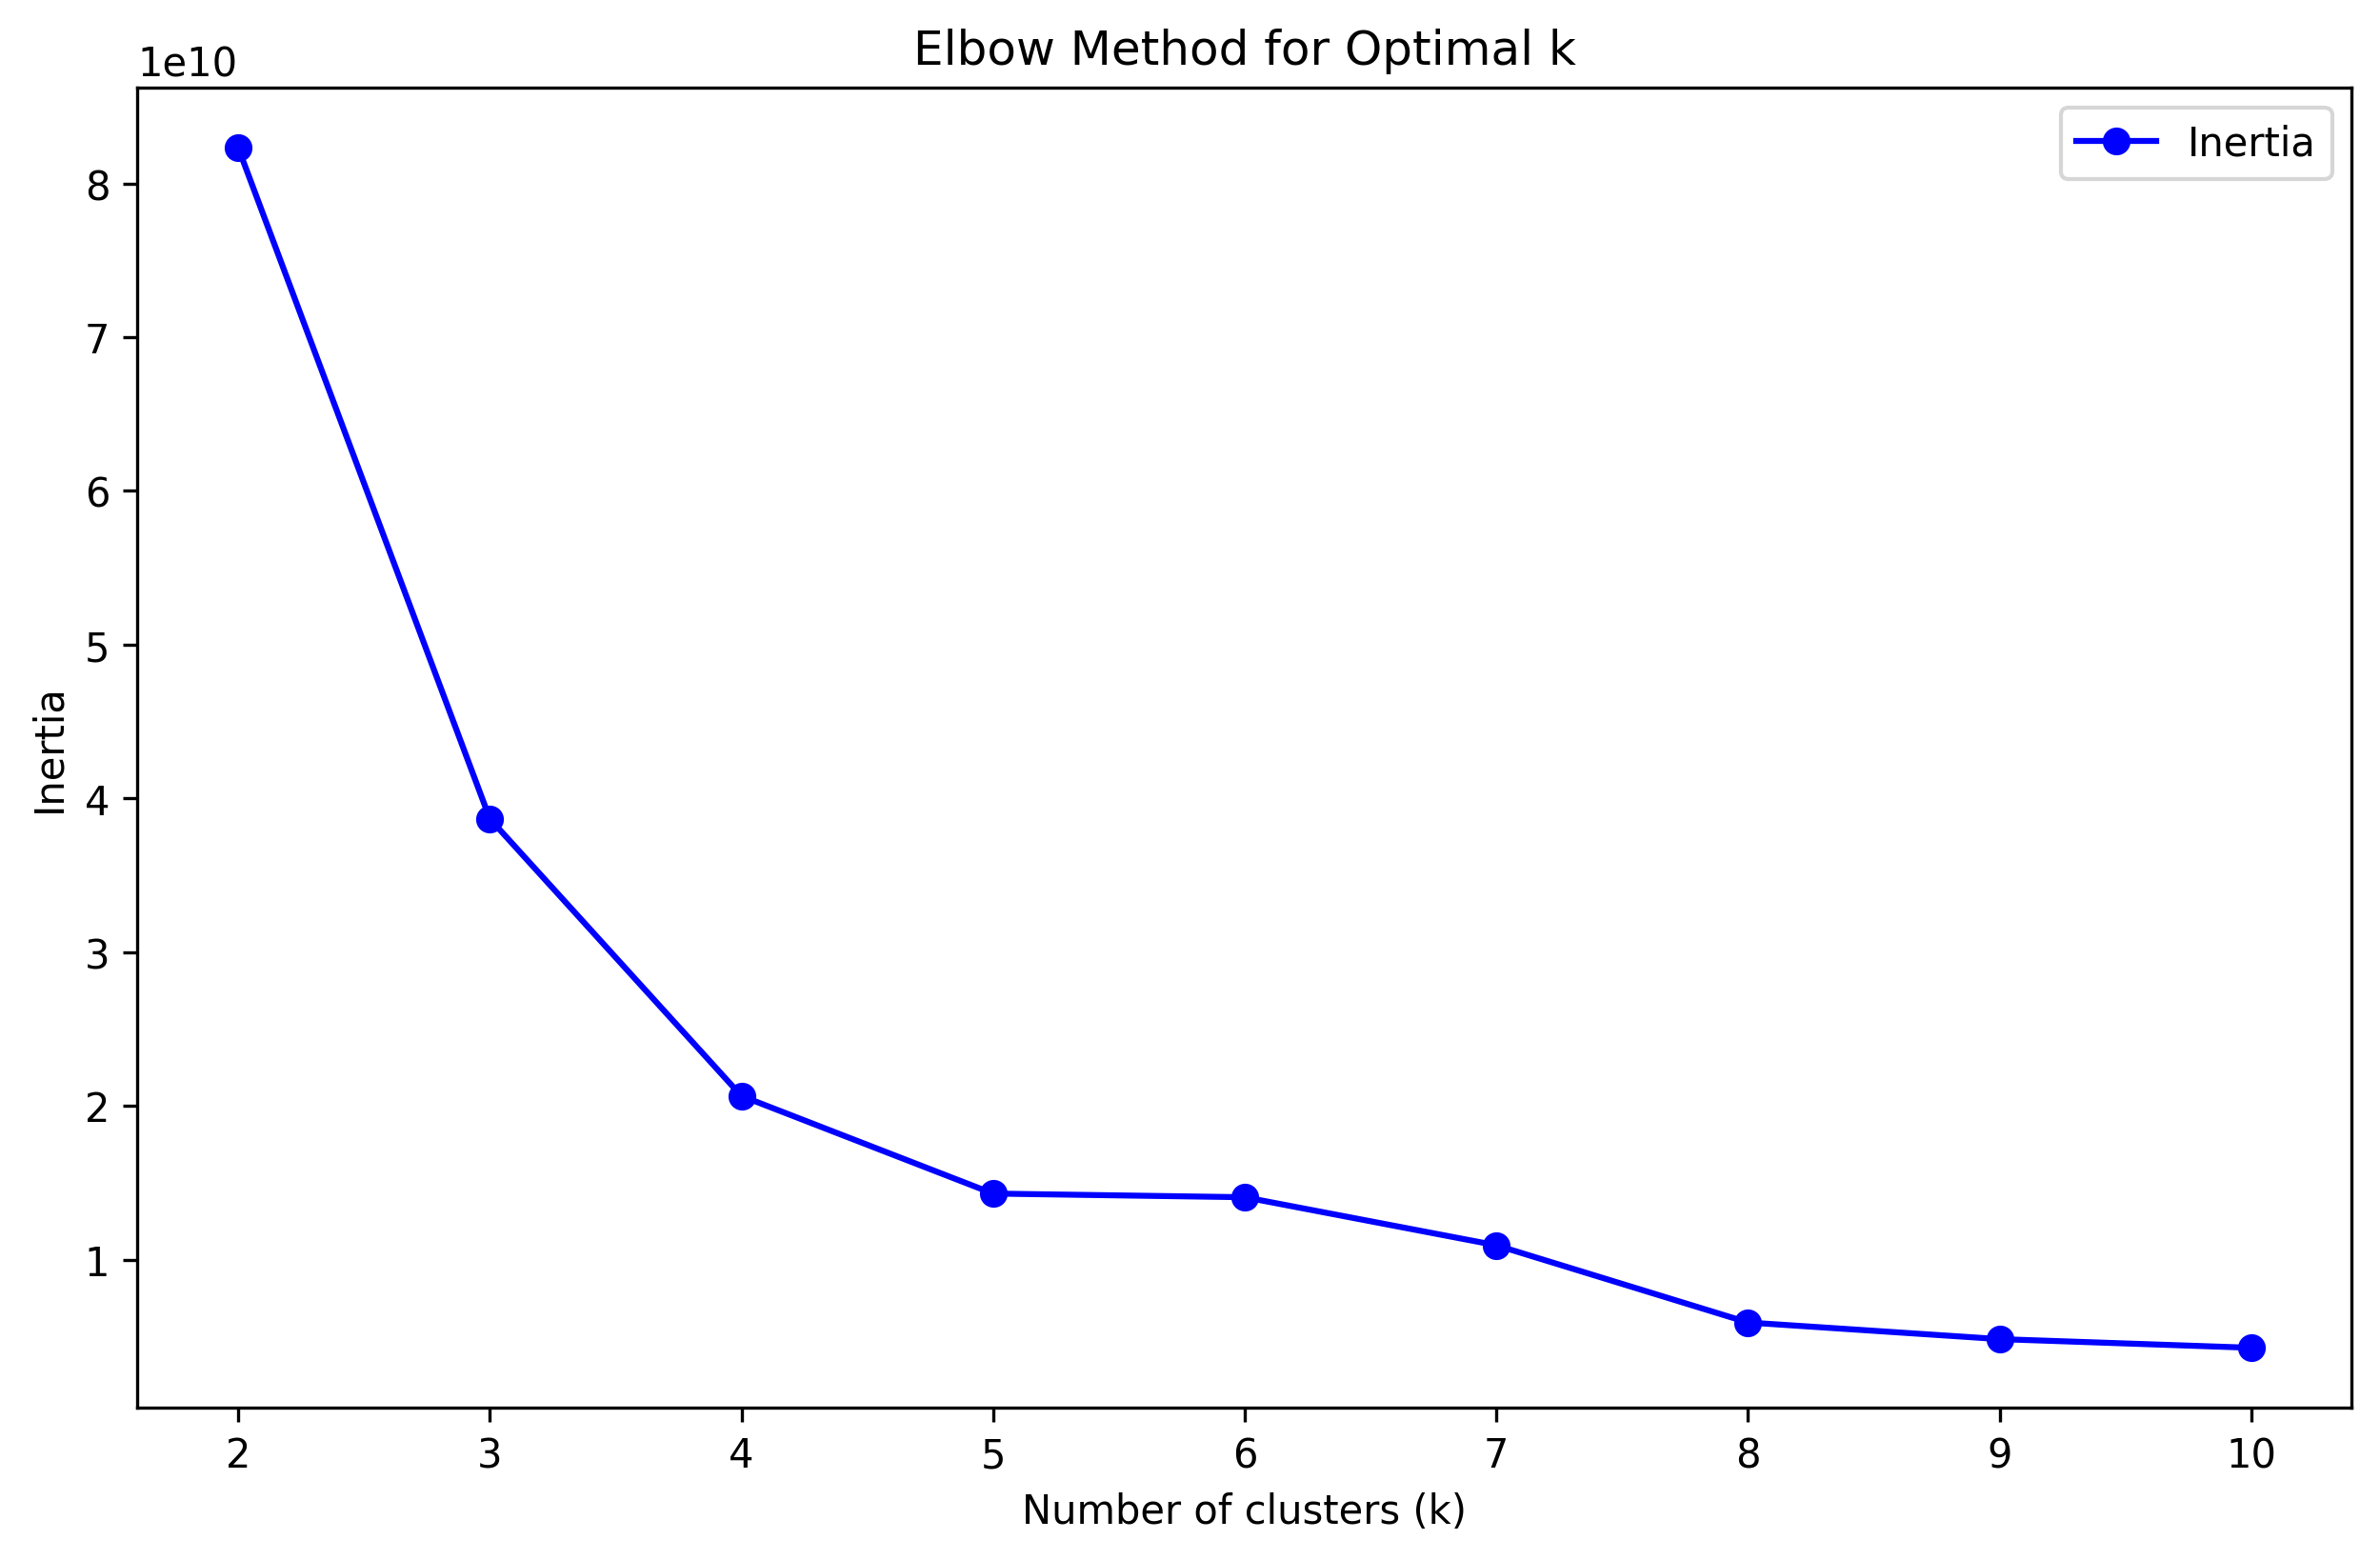 Elbow Method for Optimal k
1e10
Inertia
8
7
6
5
4
3
2
1
Inertia
2 3 4 5 6 7 8 9 10
Number of clusters (k)